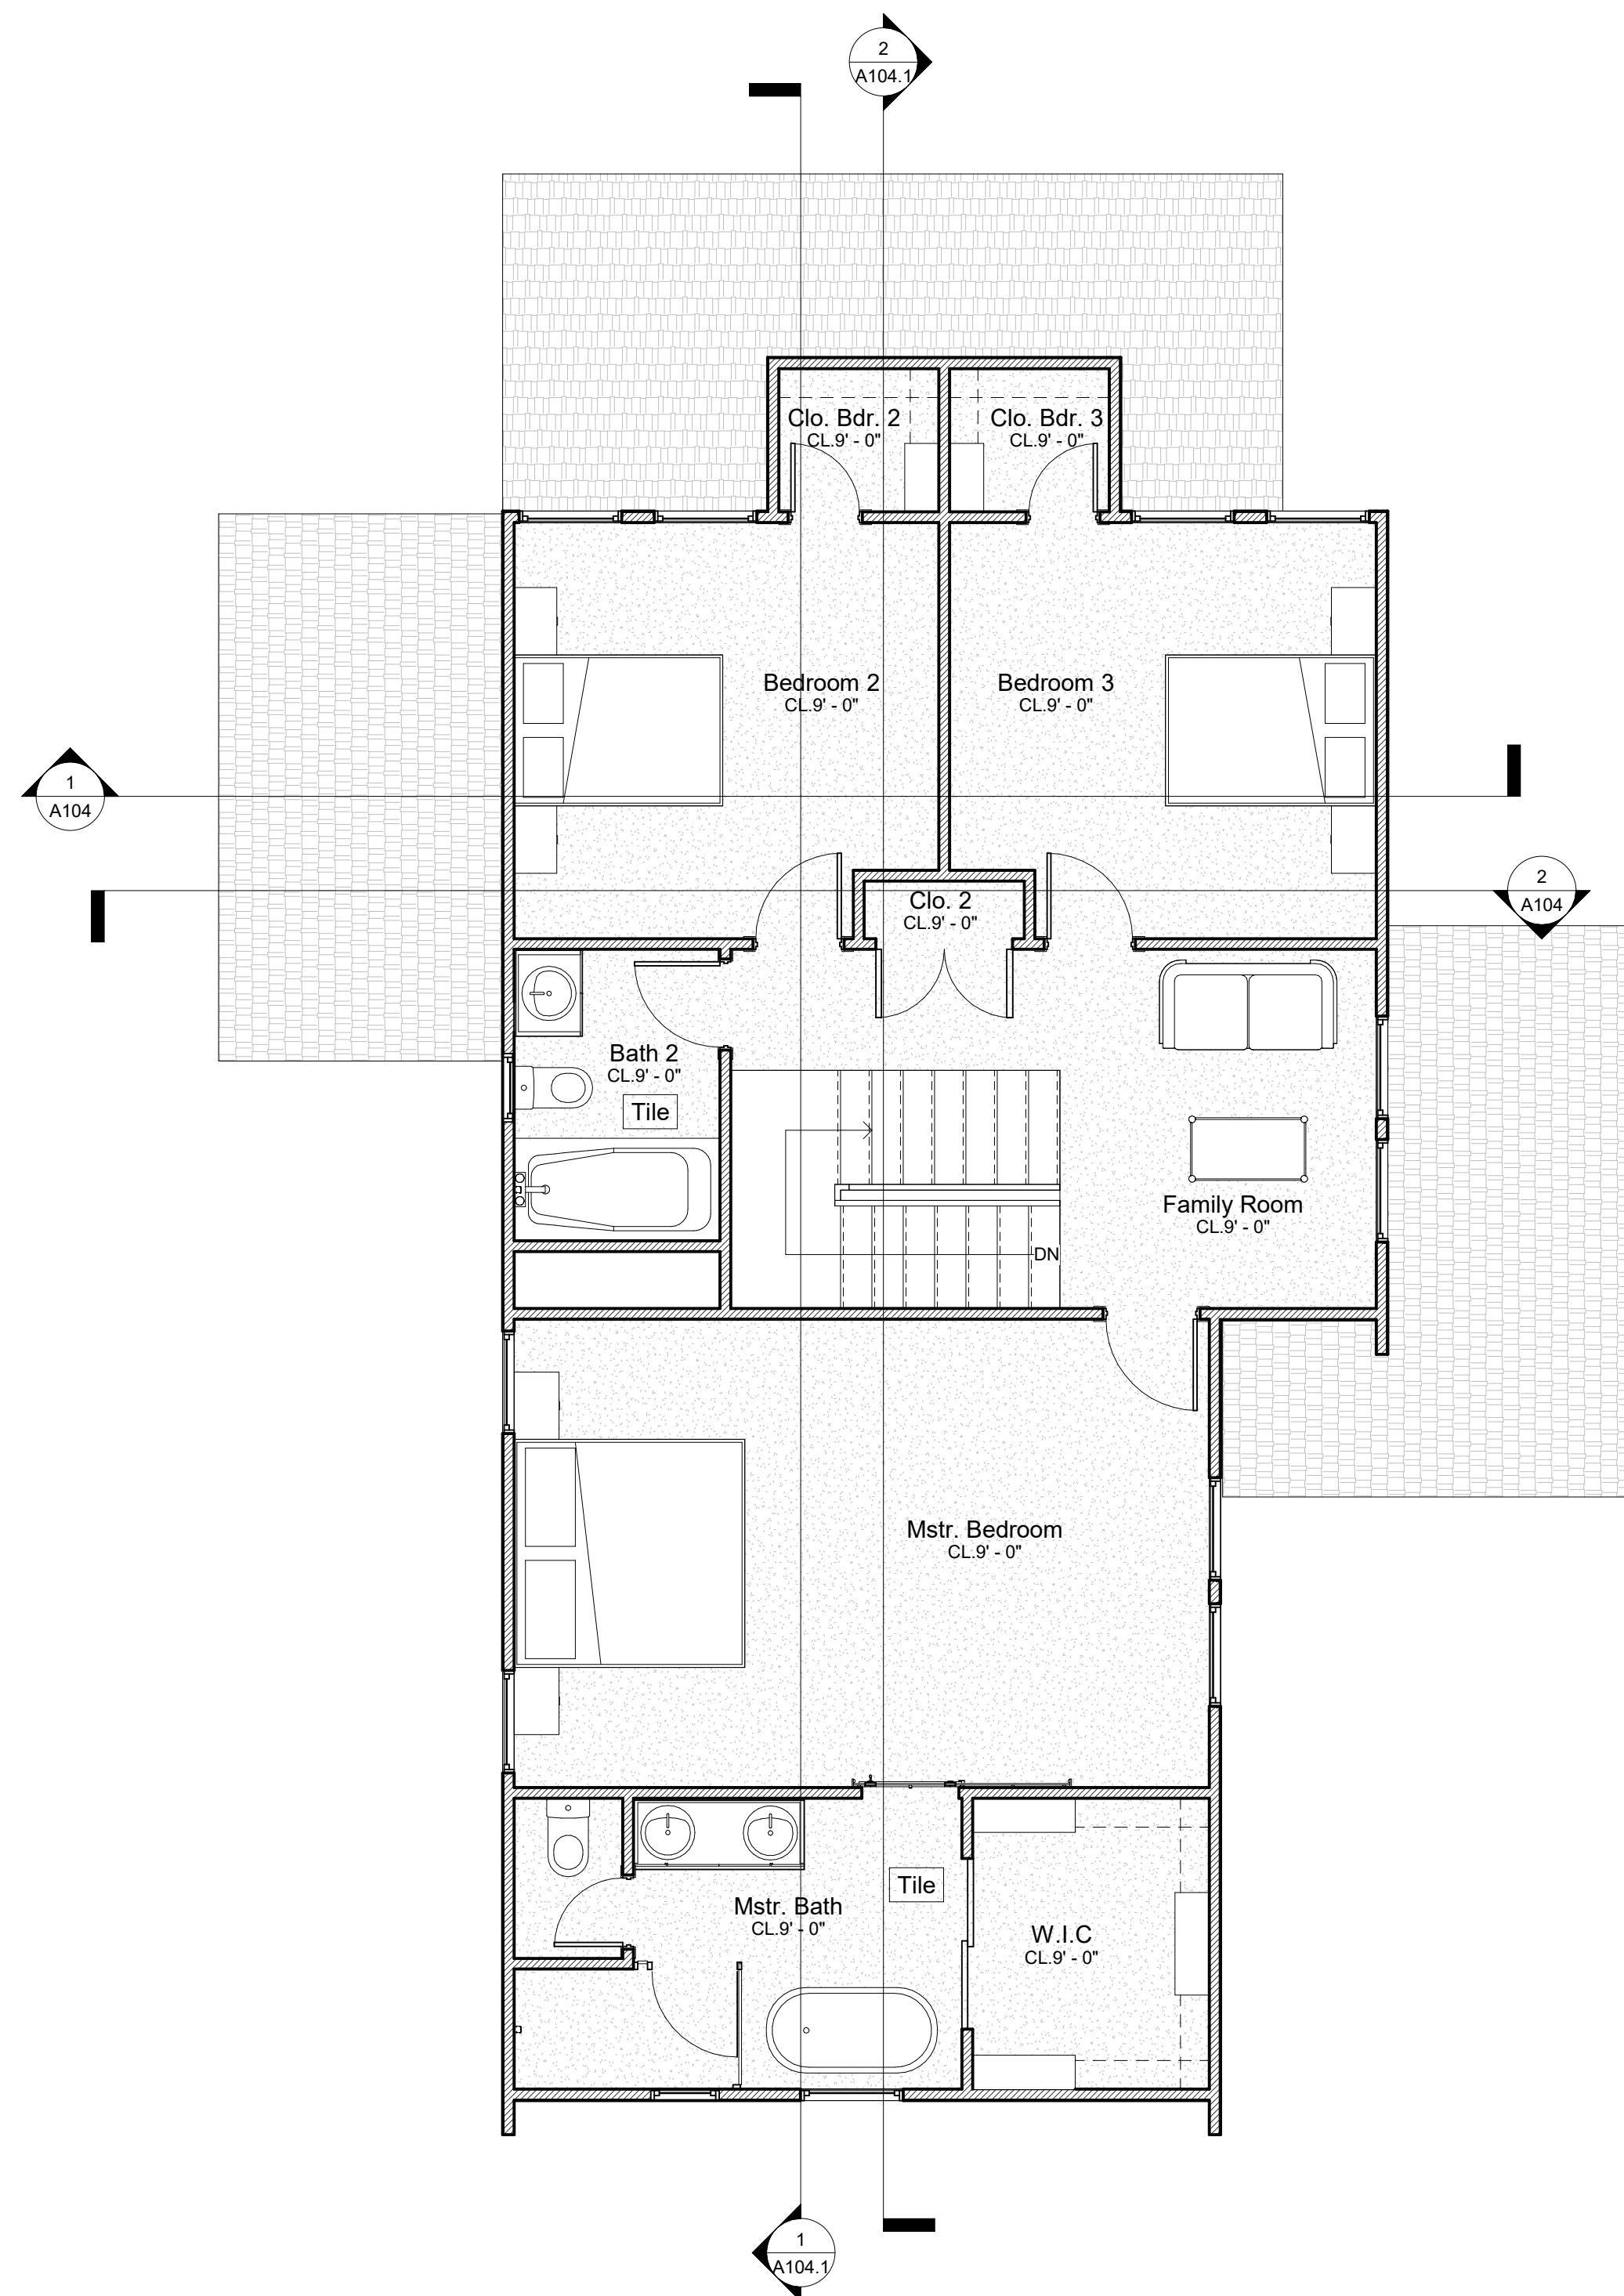 2
A104.1
Clo. Bdr. 2
CL.9' - 0"
Clo. Bdr. 3
CL.9' - 0"
Bedroom 2
CL.9' - 0"
Bedroom 3
CL.9' - 0"
1
A104
2
A104
Clo. 2
CL.9' - 0"
Bath 2
CL.9' - 0"
Tile
Family Room
CL.9' - 0"
DN
Mstr. Bedroom
CL.9' - 0"
Tile
Mstr. Bath
CL.9' - 0"
W.I.C
CL.9' - 0"
1
A104.1